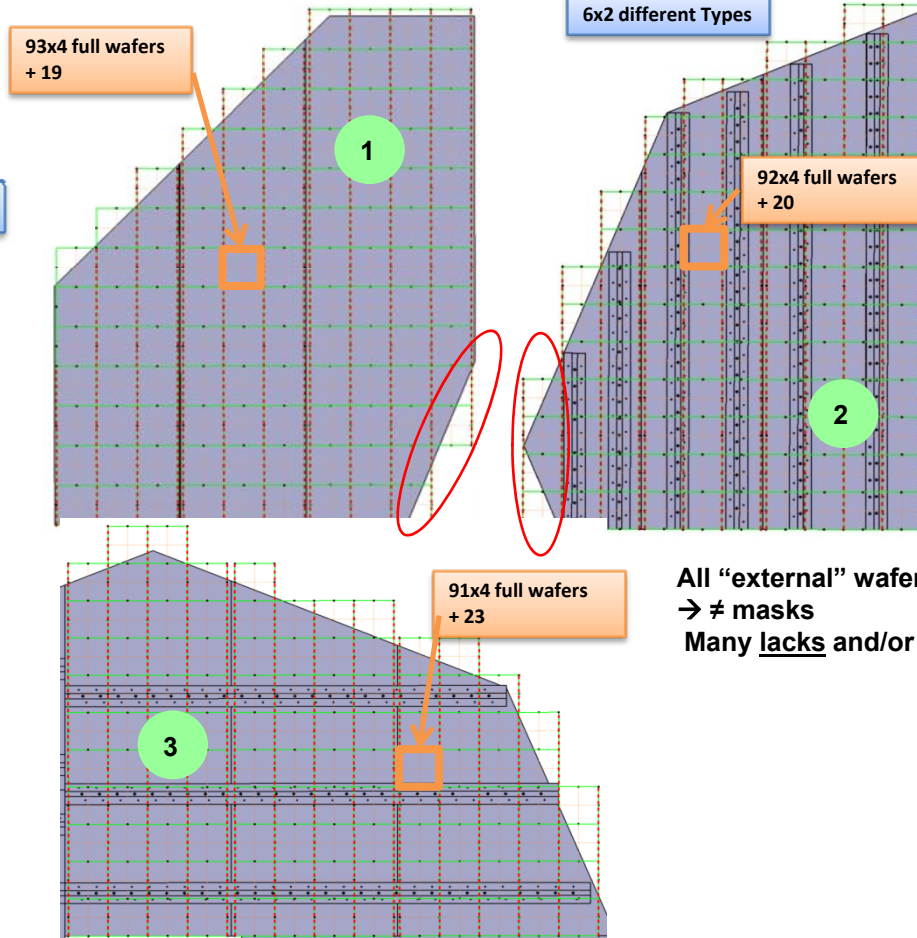 93x4 full wafers
+ 19
1
6x2 different Types
92x4 full wafers
+ 20
2
91x4 full wafers
+ 23
3
All “external” wafer
→ ≠ masks
Many lacks and/or